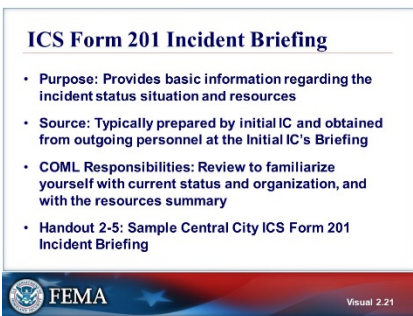 ICS Form 201 Incident Briefing
• Purpose: Provides basic information regarding the
incident status situation and resources
• Source: Typically prepared by initial IC and obtained
from outgoing personnel at the Initial IC's Briefing
• COML Responsibilities: Review to familiarize
yourself with current status and organization, and
with the resources summary
• Handout 2-5: Sample Central City ICS Form 201
Incident Briefing
FEMA
Visual 2.21